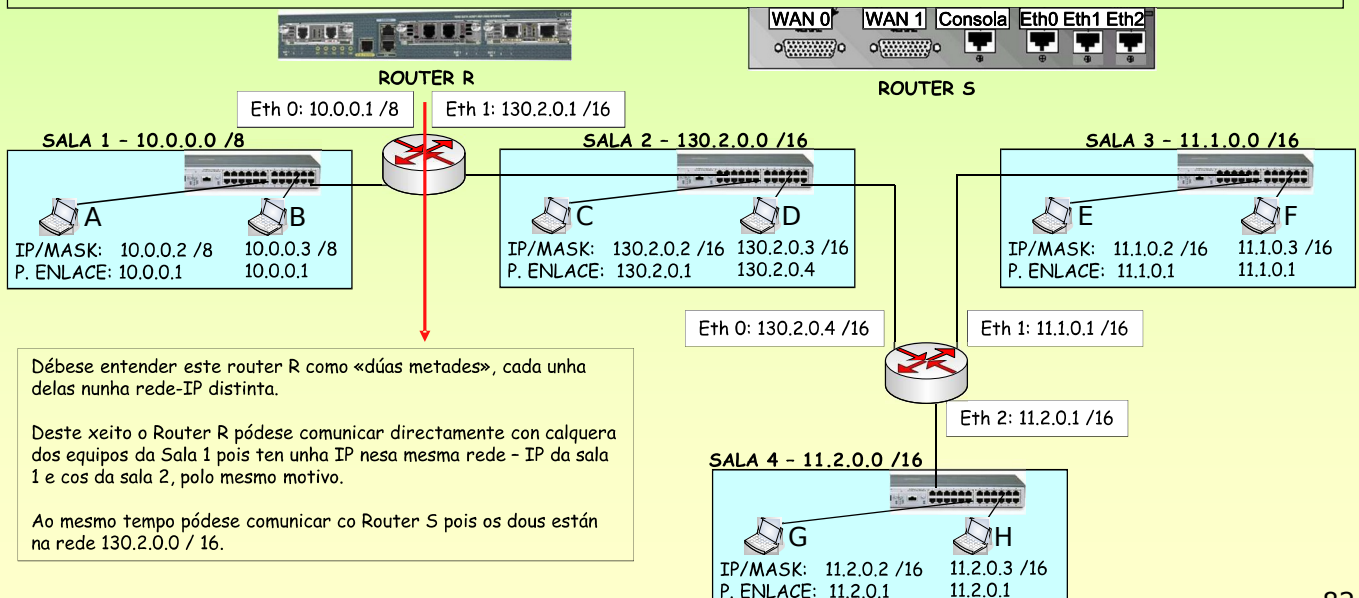 WAN 0 WAN 1 Consola Eth0 Eth1 Eth2
ROUTER R
ROUTER S
Eth 0: 10.0.0.1 /8
Eth 1: 130.2.0.1 /16
SALA 1 – 10.0.0.0 /8
SALA 2 – 130.2.0.0 /16
SALA 3 – 11.1.0.0 /16
A
B
IP/MASK: 10.0.0.2 /8 10.0.0.3 /8
P. ENLACE: 10.0.0.1 10.0.0.1
C
D
IP/MASK: 130.2.0.2 /16 130.2.0.3 /16
P. ENLACE: 130.2.0.1 130.2.0.4
E
F
IP/MASK: 11.1.0.2 /16 11.1.0.3 /16
P. ENLACE: 11.1.0.1 11.1.0.1
Eth 0: 130.2.0.4 /16
Eth 1: 11.1.0.1 /16
Eth 2: 11.2.0.1 /16
Débese entender este router R como «dúas metades», cada unha
delas nunha rede-IP distinta.
Deste xeito o Router R pódese comunicar directamente con calquera
dos equipos da Sala 1 pois ten unha IP nesa mesma rede – IP da sala
1 e cos da sala 2, polo mesmo motivo.
Ao mesmo tempo pódese comunicar co Router S pois os dous están
na rede 130.2.0.0 / 16.
SALA 4 – 11.2.0.0 /16
G
H
IP/MASK: 11.2.0.2 /16 11.2.0.3 /16
P. ENLACE: 11.2.0.1 11.2.0.1